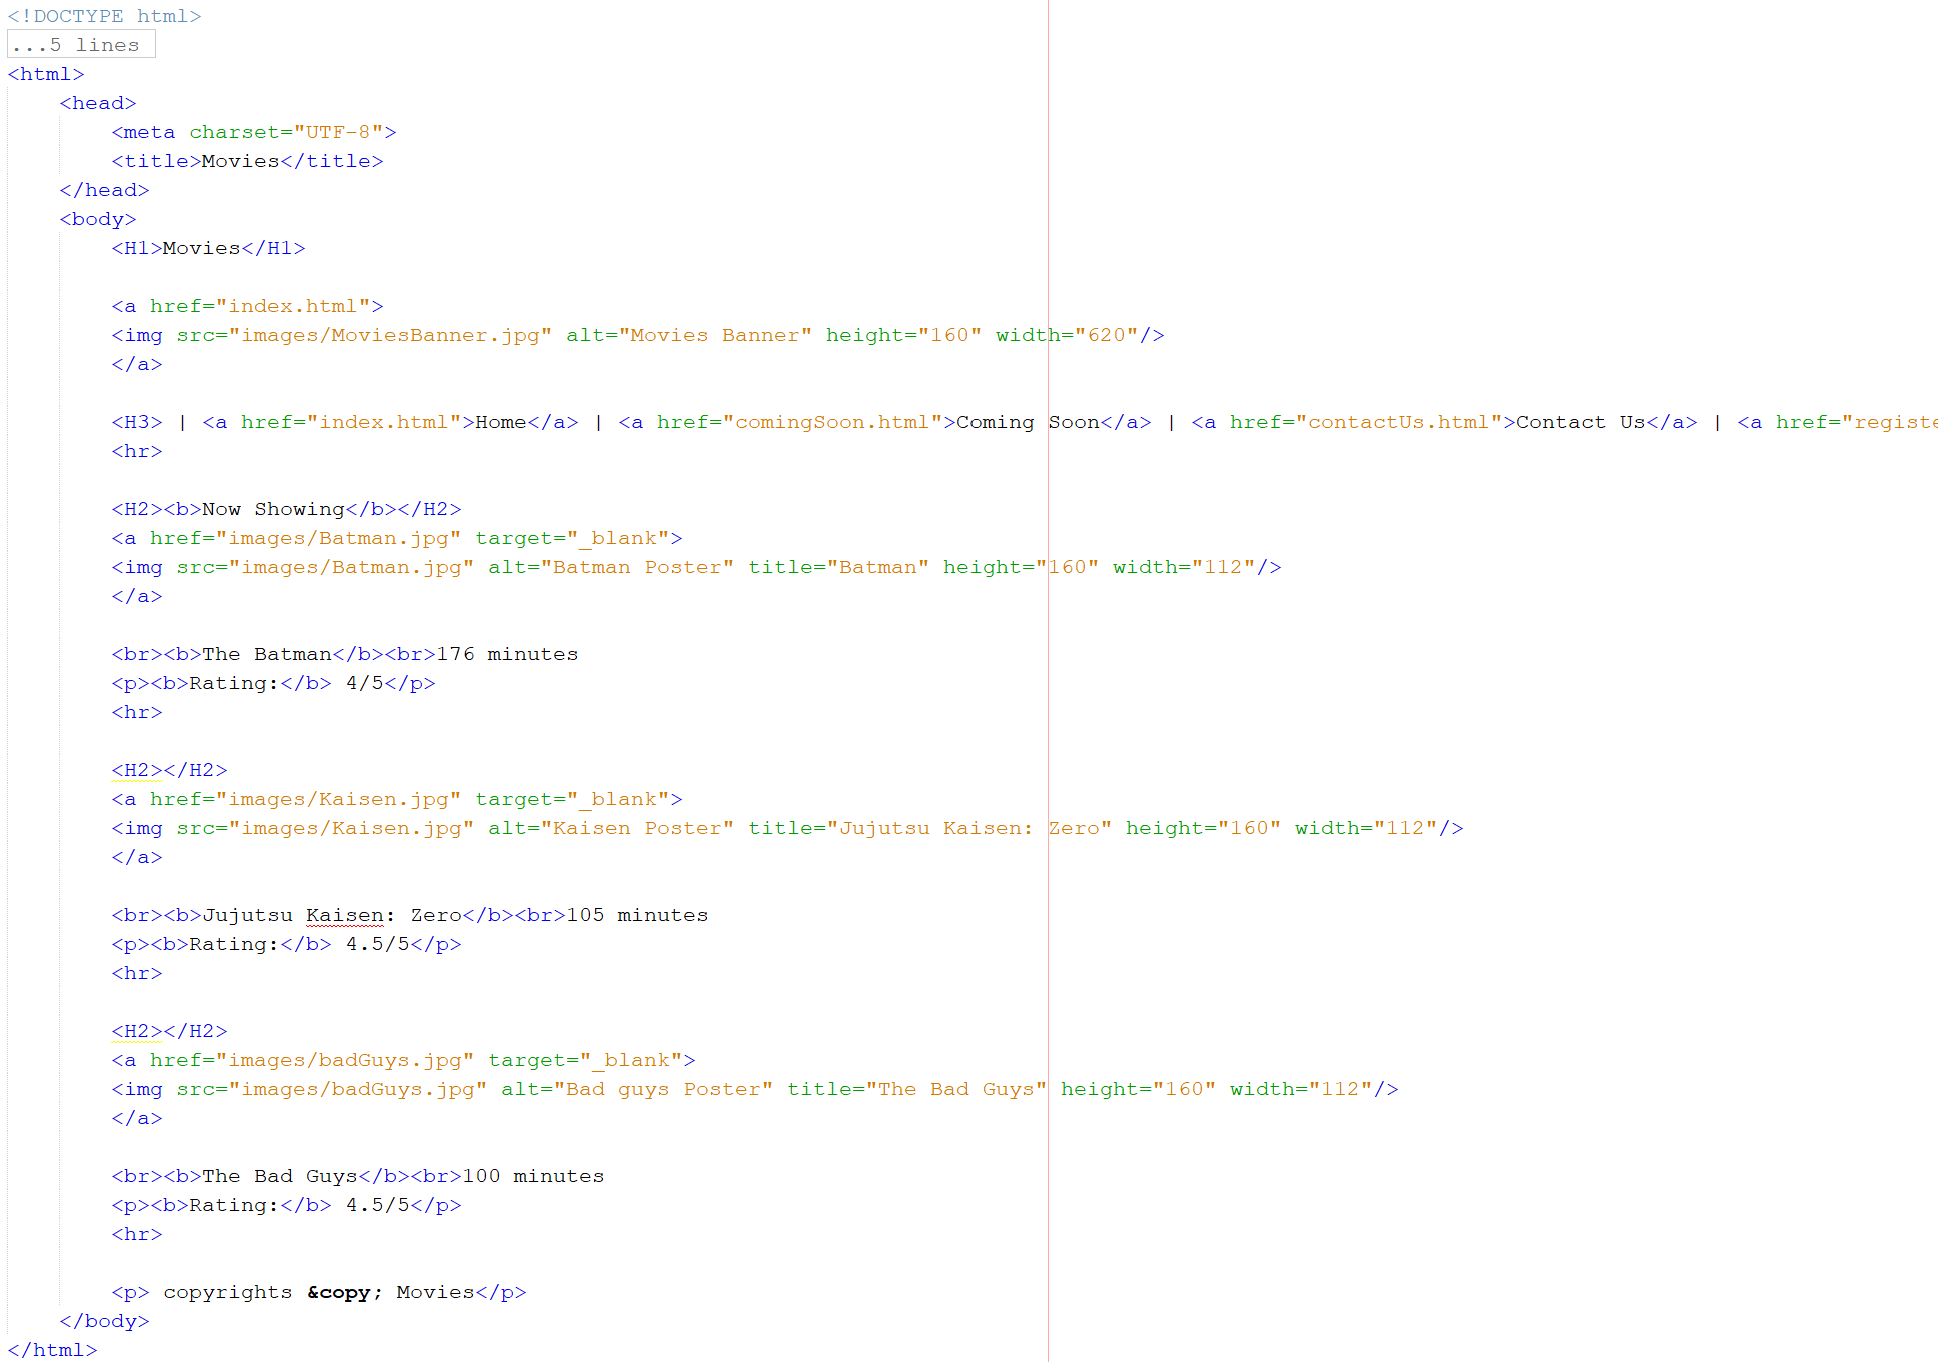 <!DOCTYPE html>
...5 lines
<html>
<head>
<meta charset="UTF-8">
<title>Movies</title>
</head>
<body>
<H1>Movies</H1>
<a href="index.html">
<img src="images/MoviesBanner.jpg" alt="Movies Banner" height="160" width="620"/>
</a>
<H3> | <a href="index.html">Home</a> | <a href="comingSoon.html">Coming Soon</a> | <a href="contactUs.html">Contact Us</a> | <a href="registe
<hr>
<H2><b>Now Showing</b></H2>
<a href="images/Batman.jpg" target="_blank">
<img src="images/Batman.jpg" alt="Batman Poster" title="Batman" height="160" width="112"/>
</a>
<br><b>The Batman</b><br>176 minutes
<p><b>Rating:</b> 4/5</p>
<hr>
<H2></H2>
<a href="images/Kaisen.jpg" target="_blank">
<img src="images/Kaisen.jpg" alt="Kaisen Poster" title="Jujutsu Kaisen: Zero" height="160" width="112"/>
</a>
<br><b>Jujutsu Kaisen: Zero</b><br>105 minutes
<p><b>Rating:</b> 4.5/5</p>
<hr>
<H2></H2>
<a href="images/badGuys.jpg" target="_blank">
<img src="images/badGuys.jpg" alt="Bad guys Poster" title="The Bad Guys" height="160" width="112"/>
</a>
<br><b>The Bad Guys</b><br>100 minutes
<p><b>Rating:</b> 4.5/5</p>
<hr>
<p> copyrights &copy; Movies</p>
</body>
</html>